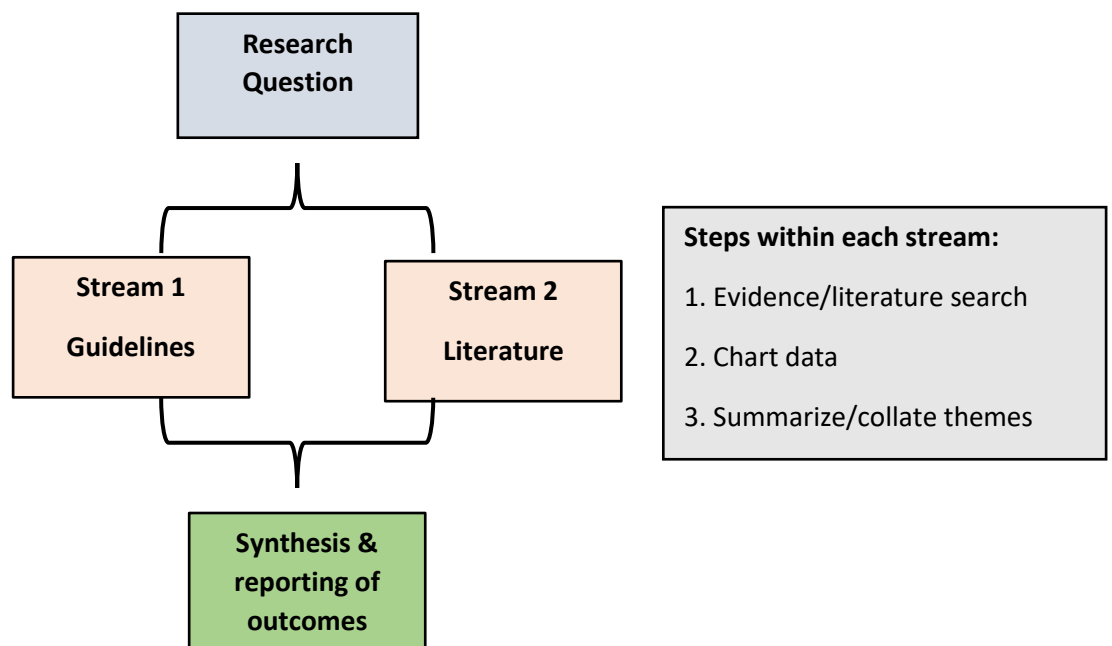 Research
Question
Stream 1
Guidelines
Stream 2
Literature
Steps within each stream:
1. Evidence/literature search
2. Chart data
3. Summarize/collate themes
Synthesis &
reporting of
outcomes